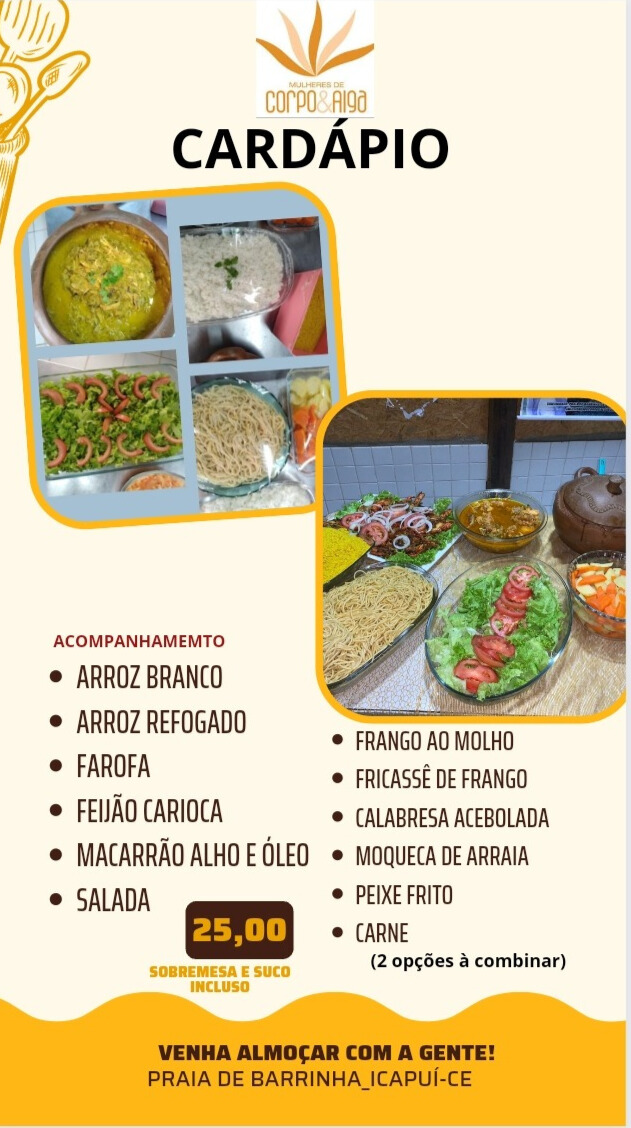 MULHERES DE
CORPO&AlGa
CARDÁPIO
ACOMPANHAMEMTO
ARROZ BRANCO
ARROZ REFOGADO
FAROFA
FEIJÃO CARIOCA
MACARRÃO ALHO E ÓLEO
SALADA
25,00
SOBREMESA E SUCO
INCLUSO
FRANGO AO MOLHO
FRICASSÊ DE FRANGO
CALABRESA ACEBOLADA
MOQUECA DE ARRAIA
PEIXE FRITO
CARNE
(2 opções à combinar)
VENHA ALMOÇAR COM A GENTE!
PRAIA DE BARRINHA_ICAPUÍ-CE